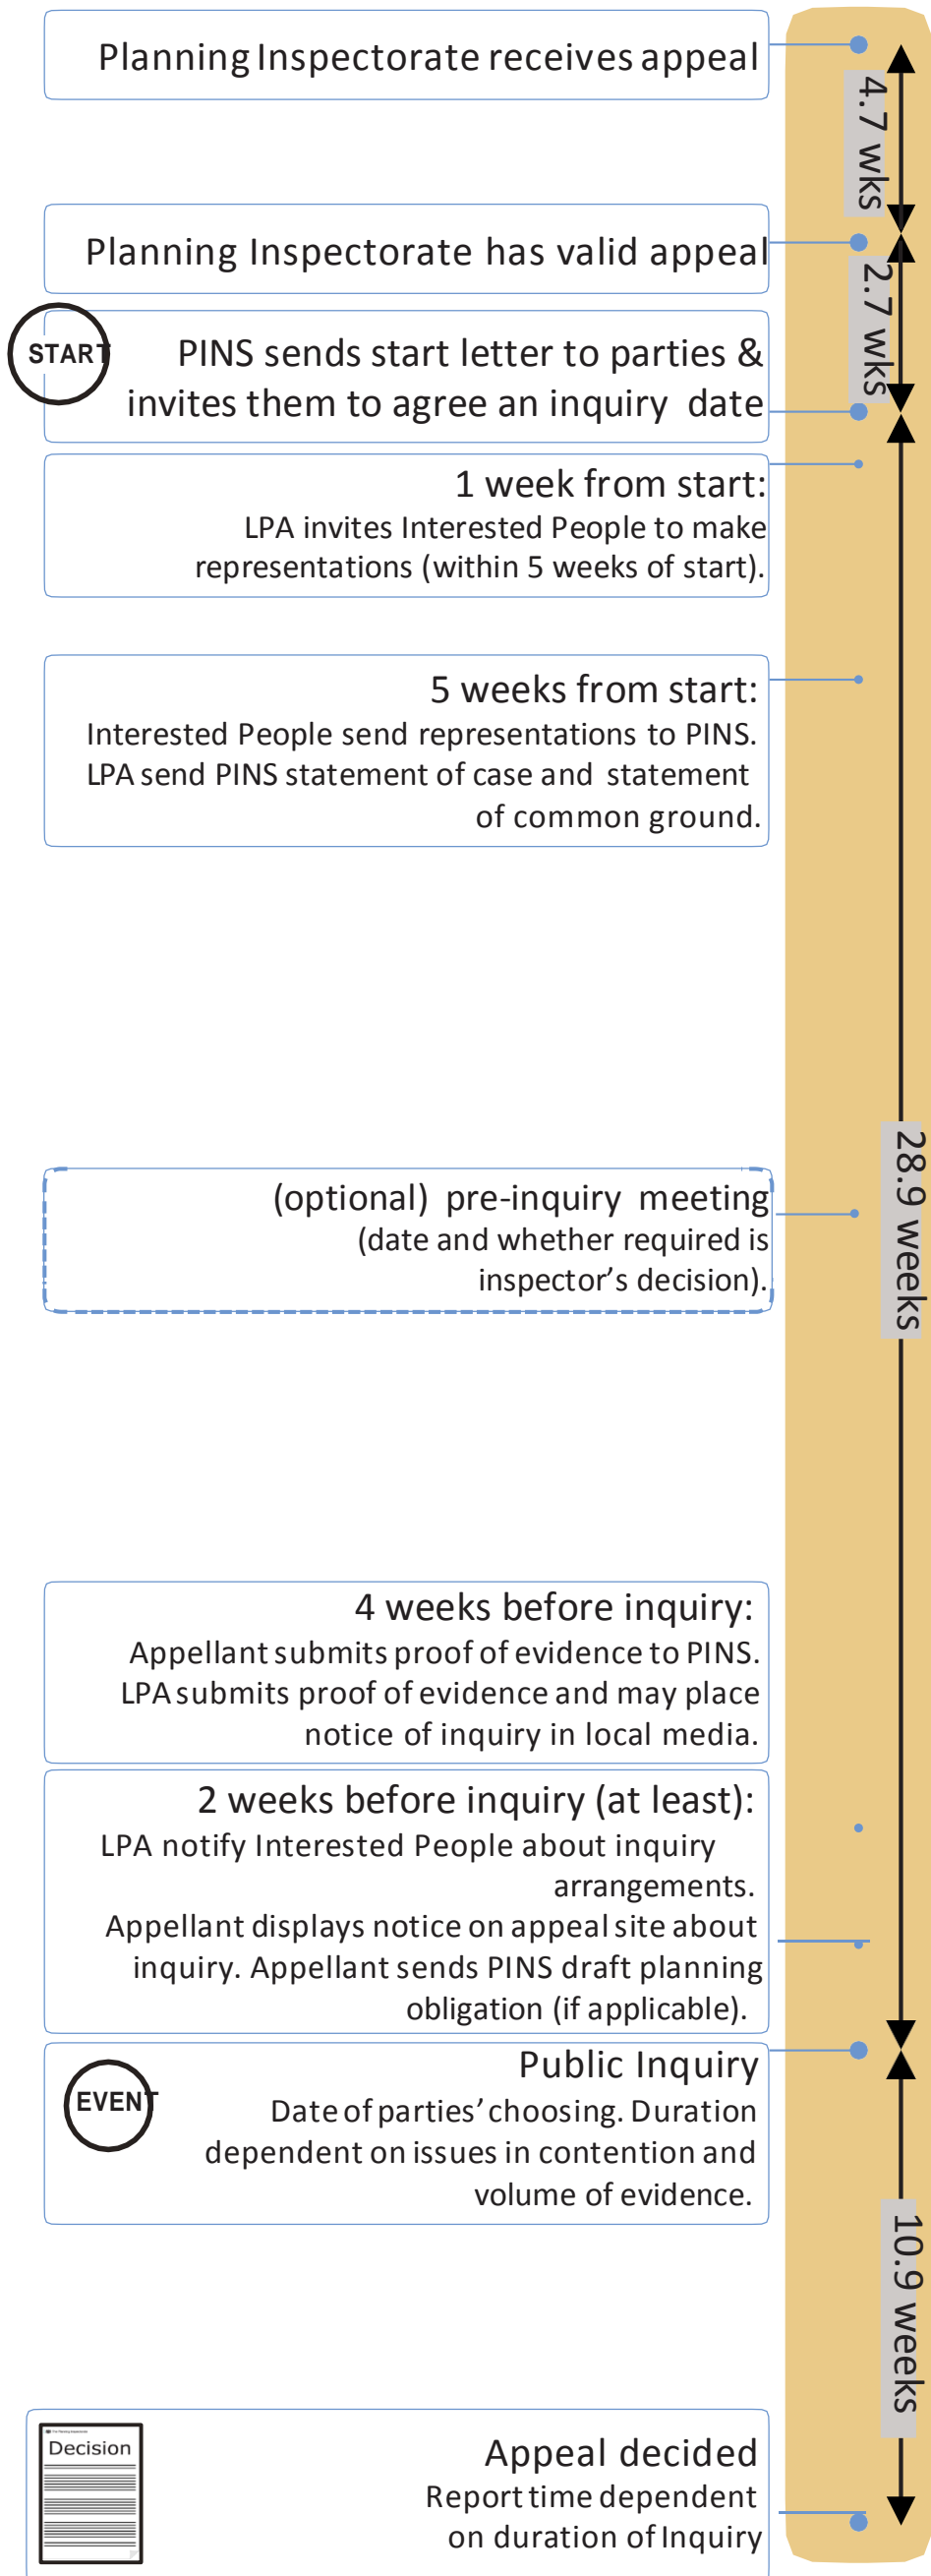 Planning Inspectorate receives appeal
4.7 wks
Planning Inspectorate has valid appeal
2.7 wks
START
PINS sends start letter to parties &
invites them to agree an inquiry date
1 week from start:
LPA invites Interested People to make
representations (within 5 weeks of start).
5 weeks from start:
Interested People send representations to PINS.
LPA send PINS statement of case and statement
of common ground.
28.9 weeks
(optional) pre-inquiry meeting
(date and whether required is
inspector's decision).
4 weeks before inquiry:
Appellant submits proof of evidence to PINS.
LPA submits proof of evidence and may place
notice of inquiry in local media.
2 weeks before inquiry (at least):
LPA notify Interested People about inquiry
arrangements.
Appellant displays notice on appeal site about
inquiry. Appellant sends PINS draft planning
obligation (if applicable).
EVENT
Public Inquiry
Date of parties' choosing. Duration
dependent on issues in contention and
volume of evidence.
10.9 weeks
Decision
Appeal decided
Report time dependent
on duration of Inquiry